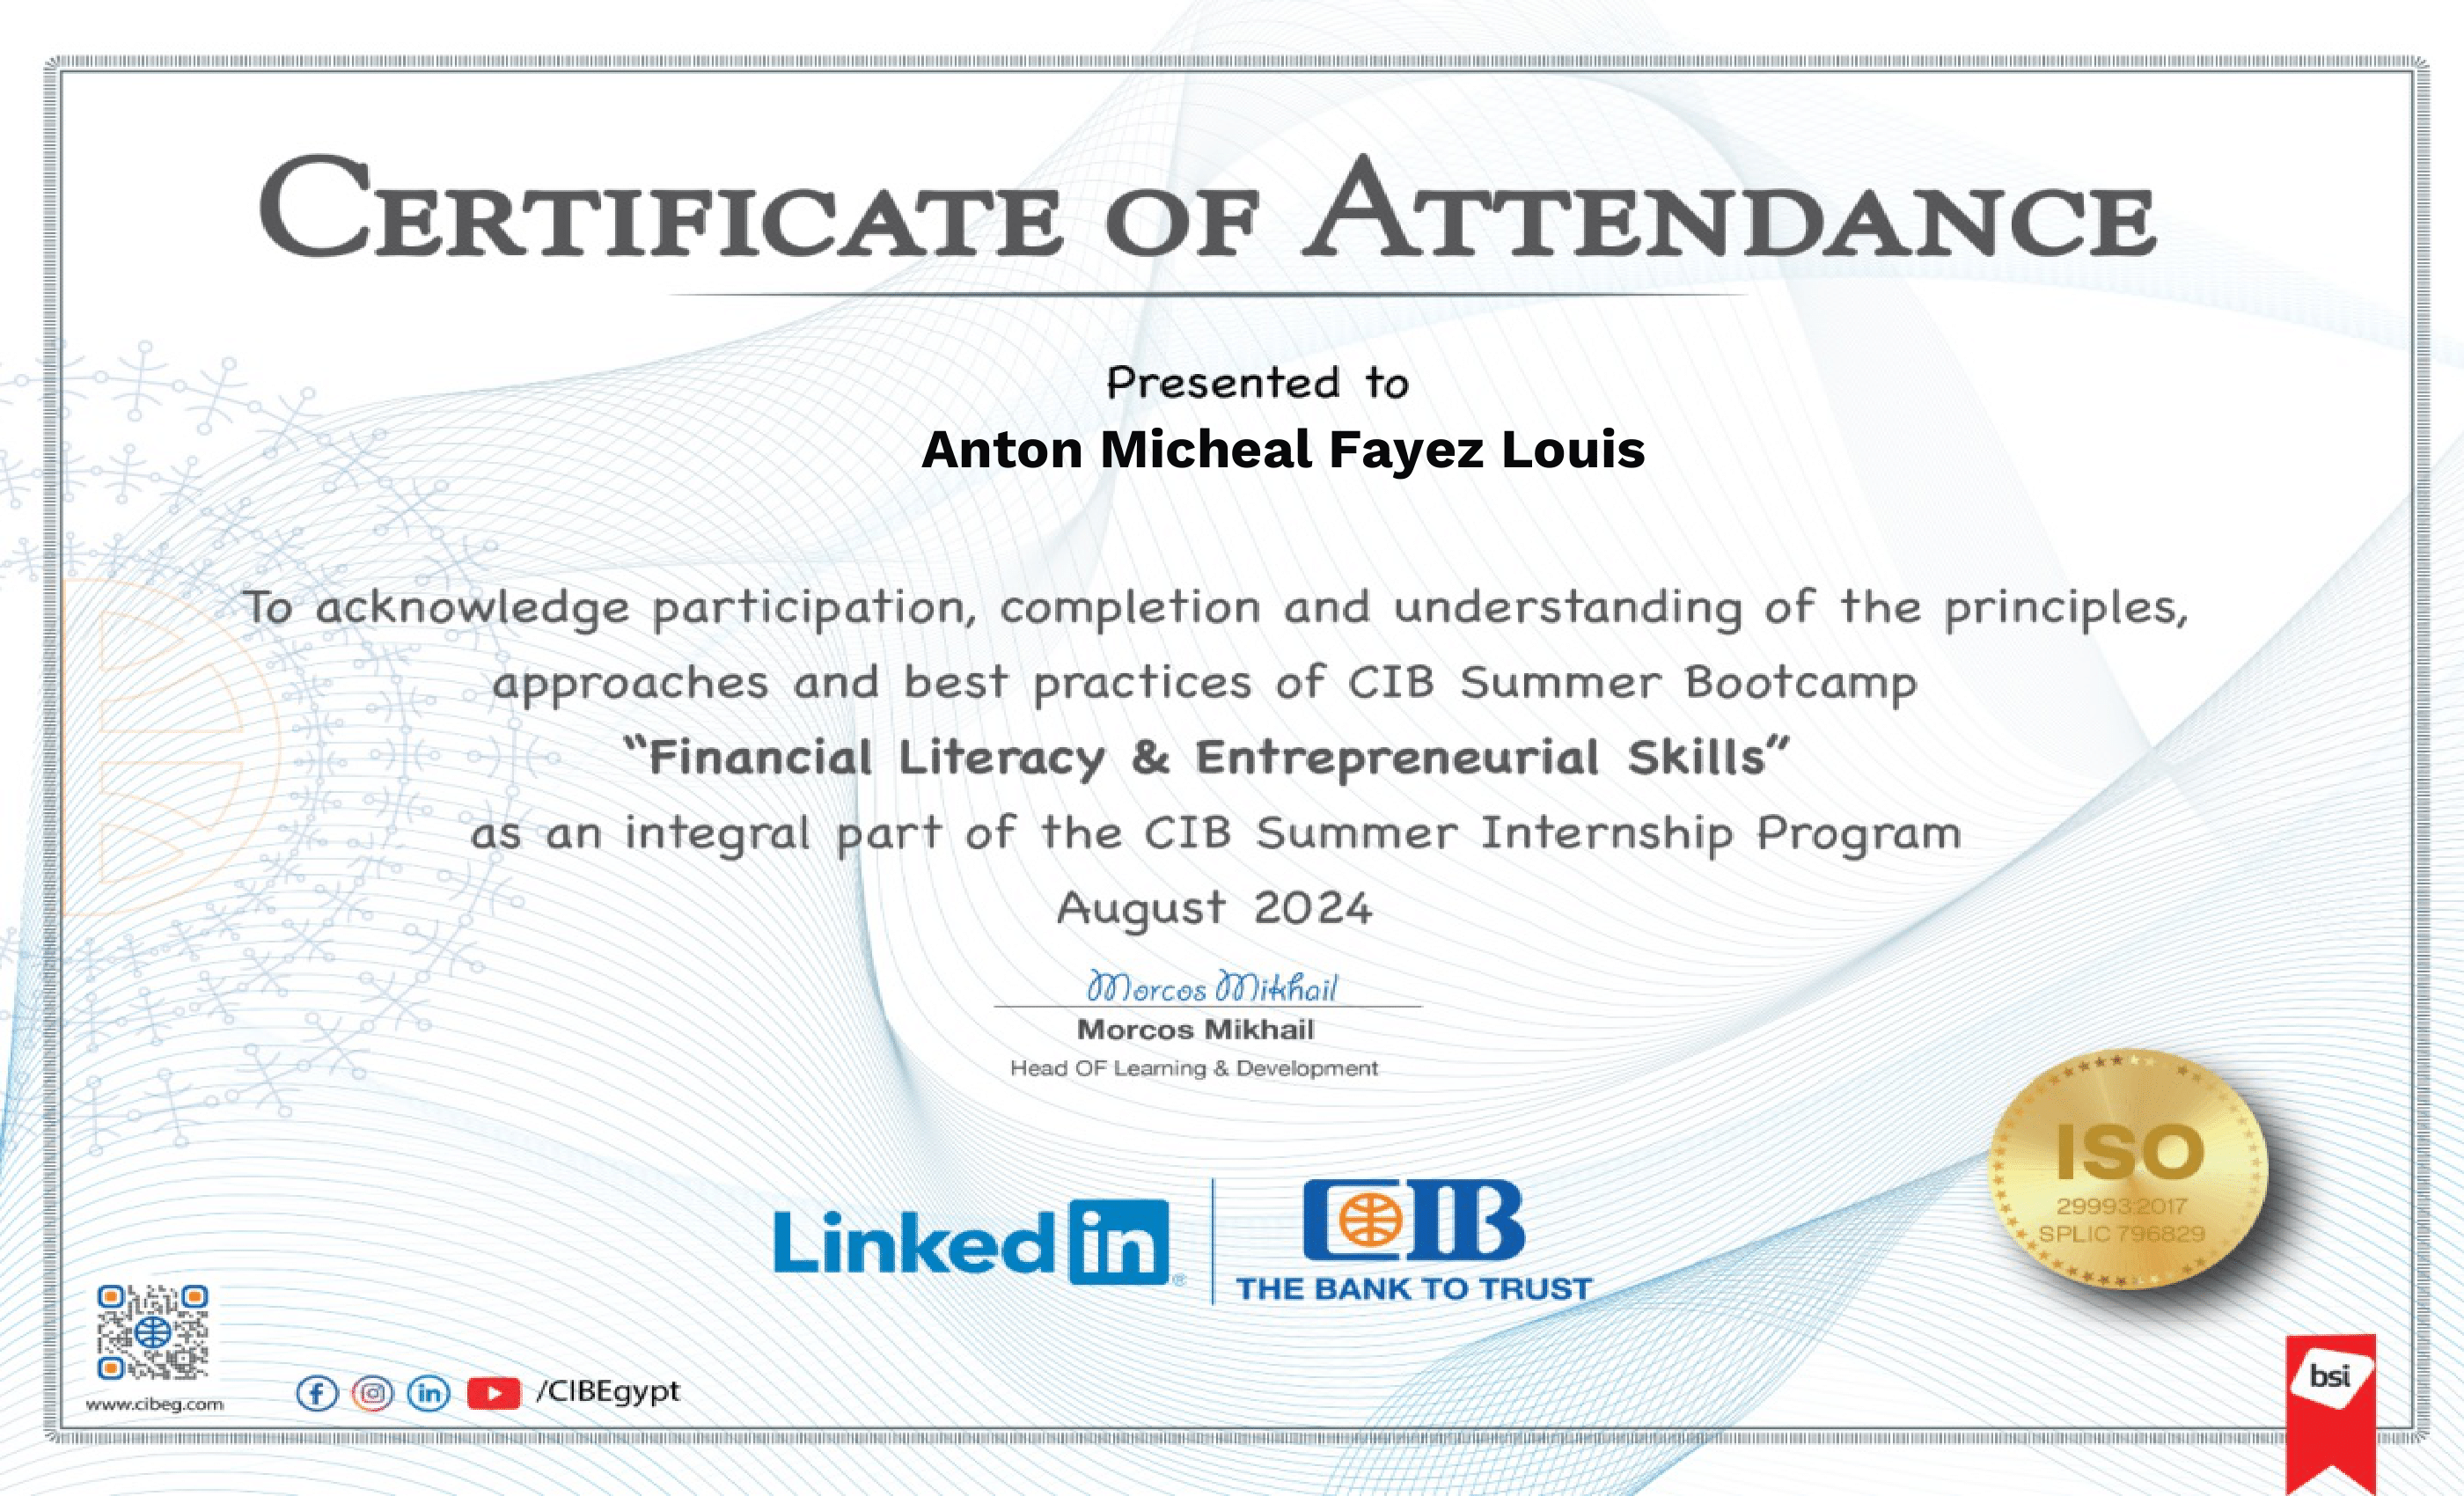 CERTIFICATE OF ATTENDANCE
Presented to
Anton Micheal Fayez Louis
To acknowledge participation, completion and understanding of the principles,
approaches and best practices of CIB Summer Bootcamp
“Financial Literacy & Entrepreneurial Skills”
as an integral part of the CIB Summer Internship Program
August 2024
Morcos Mikhail
Morcos Mikhail
Head OF Learning & Development
Linked in ®
CIB
THE BANK TO TRUST
ISO
29993:2017
SPLIC 796829
www.cibeg.com
f in /CIBEgypt
bsi